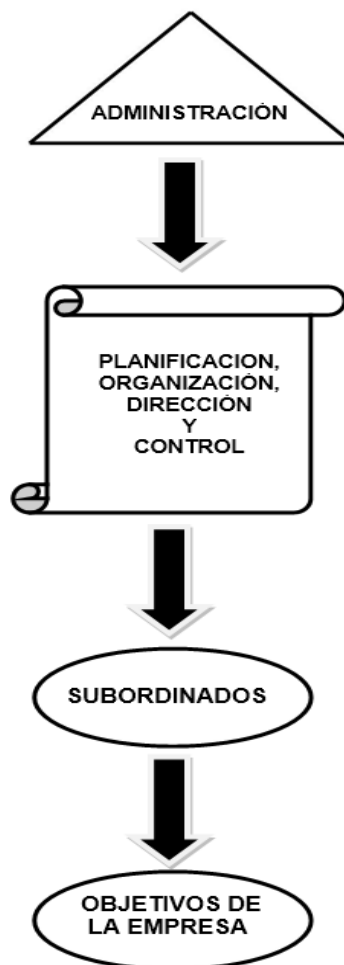 ADMINISTRACIÓN
PLANIFICACION,
ORGANIZACIÓN,
DIRECCIÓN
Y
CONTROL
SUBORDINADOS
OBJETIVOS DE
LA EMPRESA